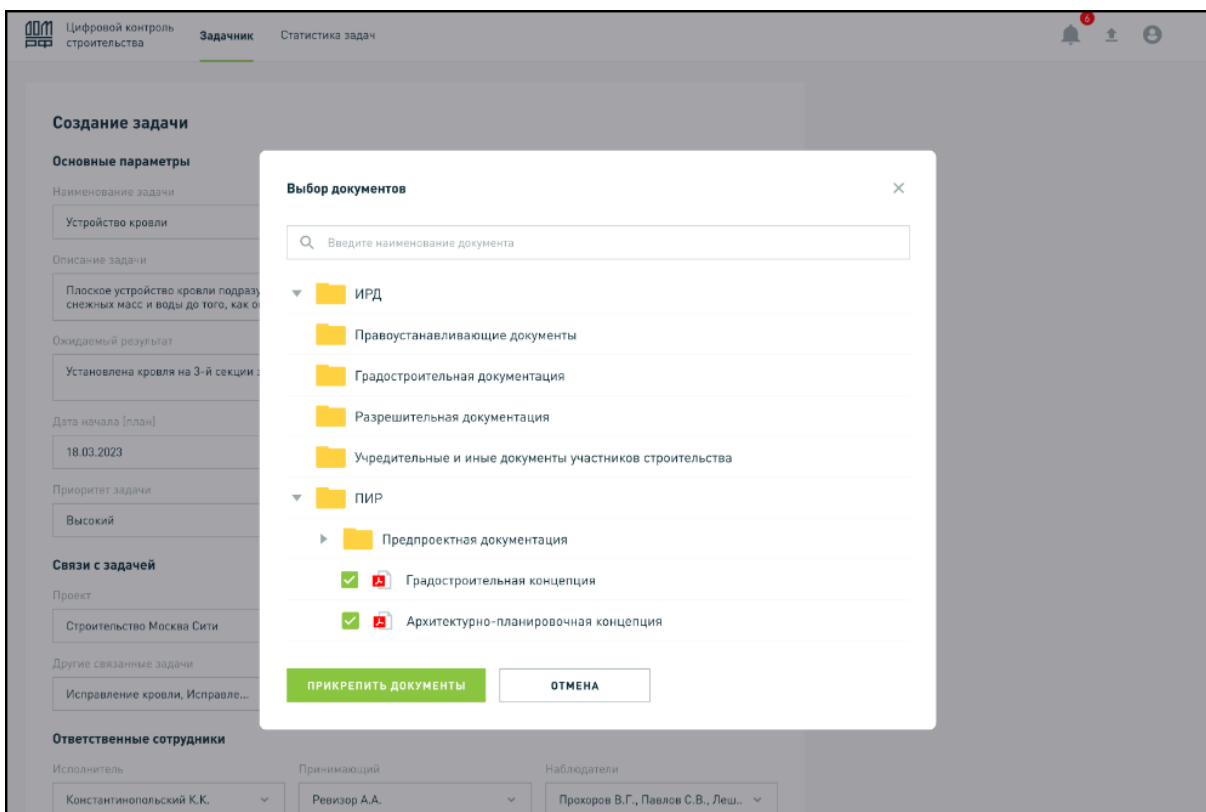 ДОМ
РФ
Цифровой контроль
строительства
Задачник
Статистика задач
6
Создание задачи
Основные параметры
Наименование задачи
Устройство кровли
Описание задачи
Плоское устройство кровли подразу
снежных масс и воды до того, как о
Ожидаемый результат
Установлена кровля на 3-й секции
Дата начала (план)
18.03.2023
Приоритет задачи
Высокий
Связи с задачей
Проект
Строительство Москва Сити
Другие связанные задачи
Исправление кровли, Исправле...
Ответственные сотрудники
Исполнитель
Принимающий
Наблюдатели
Константинопольский К.К.
Ревизор А.А.
Прохоров В.Г., Павлов С.В., Леш..
Выбор документов
Введите наименование документа
ИРД
Правоустанавливающие документы
Градостроительная документация
Разрешительная документация
Учредительные и иные документы участников строительства
ПИР
Предпроектная документация
Градостроительная концепция
Архитектурно-планировочная концепция
ПРИКРЕПИТЬ ДОКУМЕНТЫ
ОТМЕНА